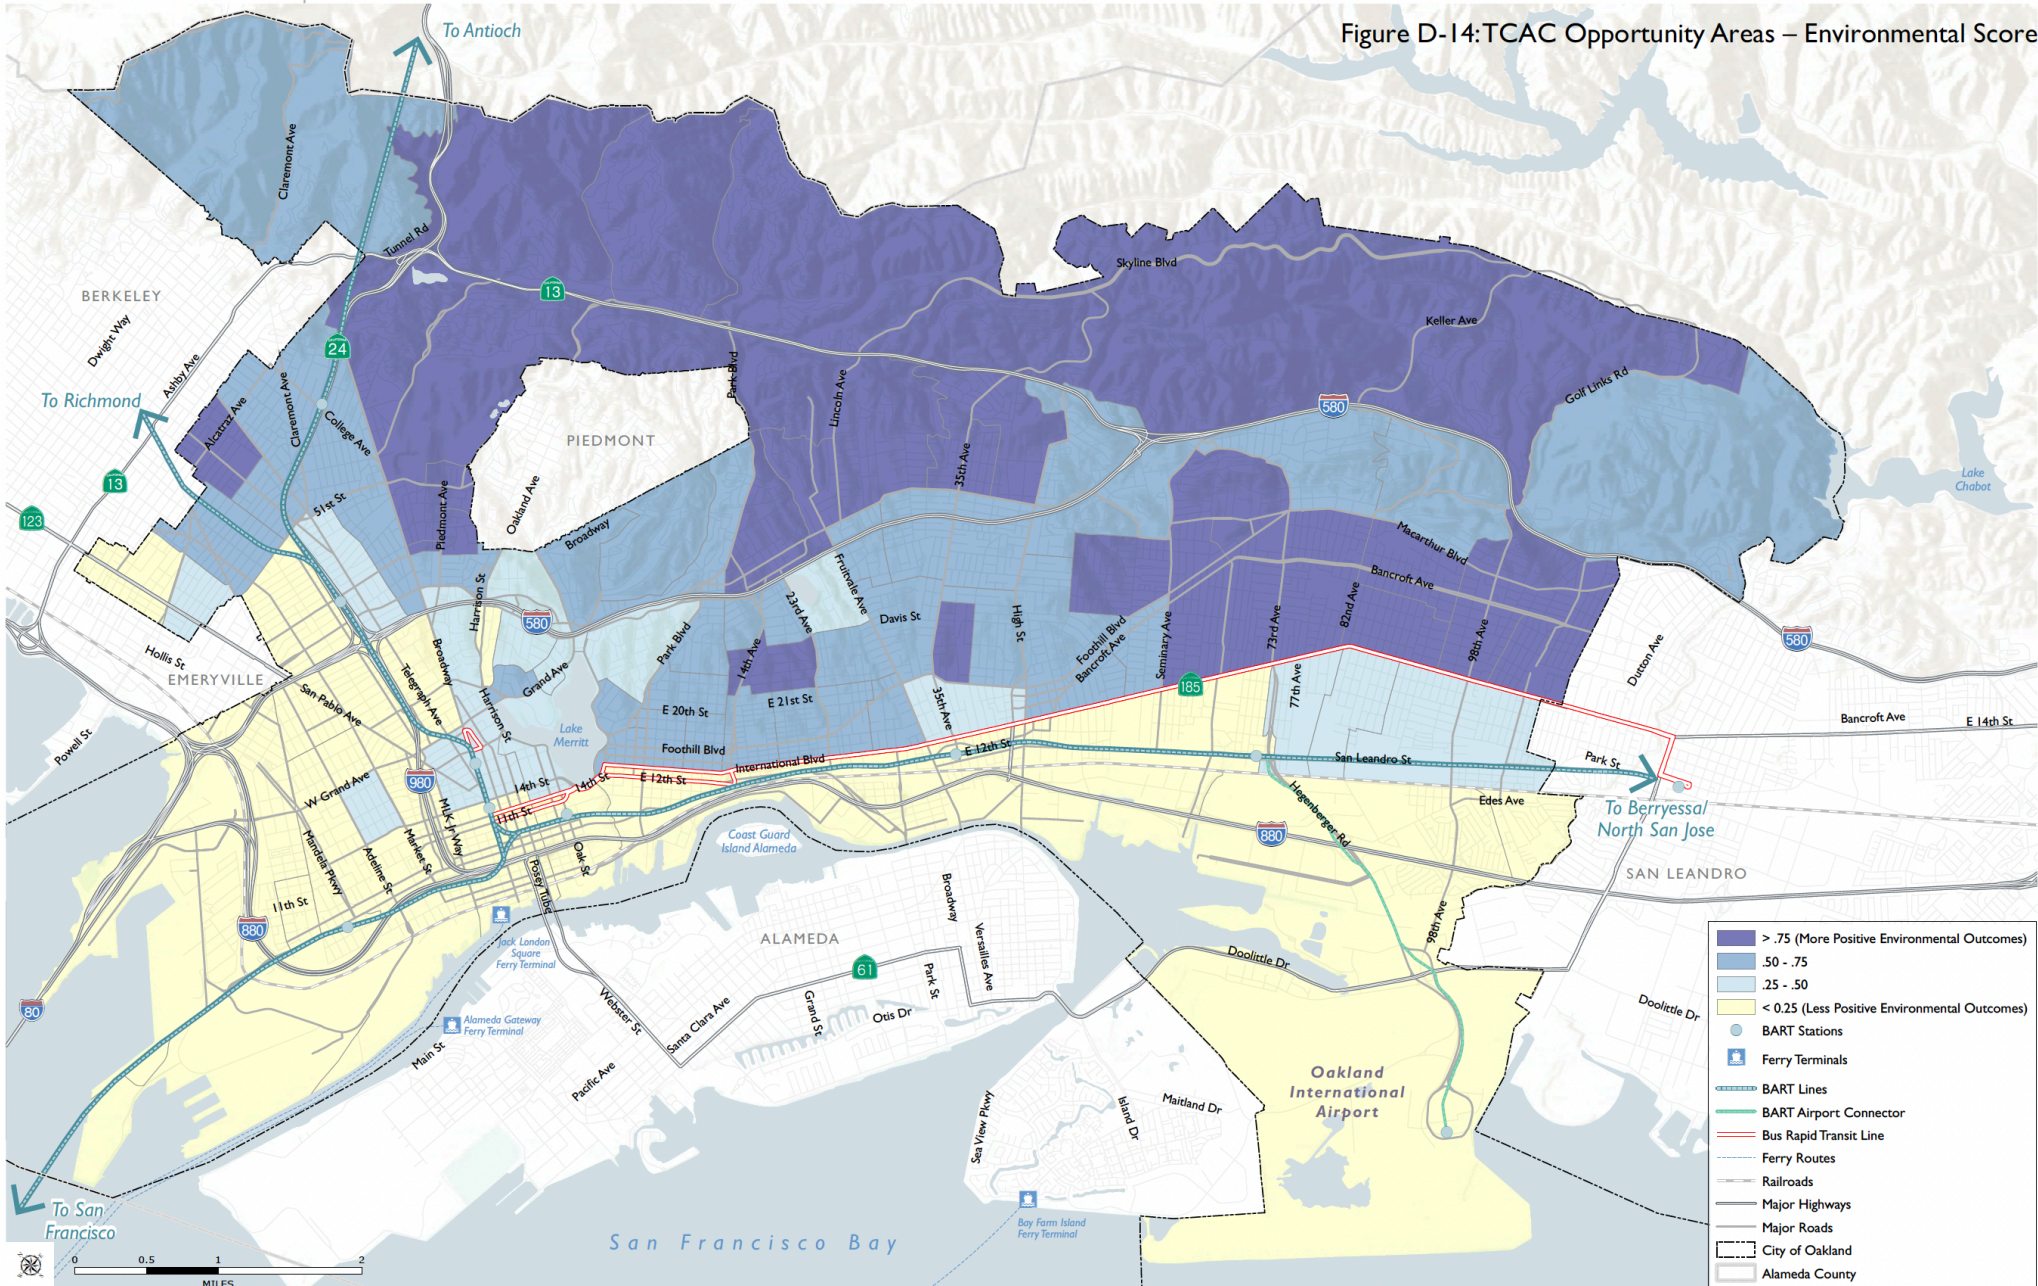 Figure D-14: TCAC Opportunity Areas – Environmental Score
To Antioch
Claremont Ave
Tunnel Rd
BERKELEY
Dwight Way
Ashby Ave
To Richmond
13
24
13
123
Alcatraz Ave
Claremont Ave
College Ave
51st St
Skyline Blvd
Keller Ave
Golf Links Rd
580
Lake
Chabot
PIEDMONT
Park Blvd
Lincoln Ave
35th Ave
Piedmont Ave
Oakland Ave
Broadway
Macarthur Blvd
Bancroft Ave
Fruitvale Ave
23rd Ave
Davis St
High St
Foothill Blvd
Bancroft Ave
Seminary Ave
73rd Ave
82nd Ave
98th Ave
Dutton Ave
580
Hollis St
EMERYVILLE
Harrison St
580
Broadway
Park Blvd
14th Ave
Grand Ave
San Pablo Ave
Telegraph Ave
Harrison St
E 20th St
E 21st St
35th Ave
185
77th Ave
Bancroft Ave
E 14th St
Powell St
Lake
Merritt
Foothill Blvd
International Blvd
E 12th St
San Leandro St
Park St
W Grand Ave
980
14th St
14th St
E 12th St
11th St
MLK Jr Way
Market St
Adeline St
Mandela Pkwy
11th St
880
Oak St
Posey Tube
Coast Guard
Island Alameda
Hegenberger Rd
880
Edes Ave
To Berryessa/
North San Jose
SAN LEANDRO
98th Ave
Jack London
Square
Ferry Terminal
ALAMEDA
Broadway
Versailles Ave
61
Park St
Grand St
Otis Dr
Doolittle Dr
Doolittle Dr
80
Alameda Gateway
Ferry Terminal
Webster St
Santa Clara Ave
Main St
Pacific Ave
Oakland
International
Airport
Sea View Pkwy
Island Dr
Maitland Dr
To San
Francisco
Bay Farm Island
Ferry Terminal
San Francisco Bay
0 0.5 1 2
MILES
> .75 (More Positive Environmental Outcomes)
.50 - .75
.25 - .50
< 0.25 (Less Positive Environmental Outcomes)
BART Stations
Ferry Terminals
BART Lines
BART Airport Connector
Bus Rapid Transit Line
Ferry Routes
Railroads
Major Highways
Major Roads
City of Oakland
Alameda County